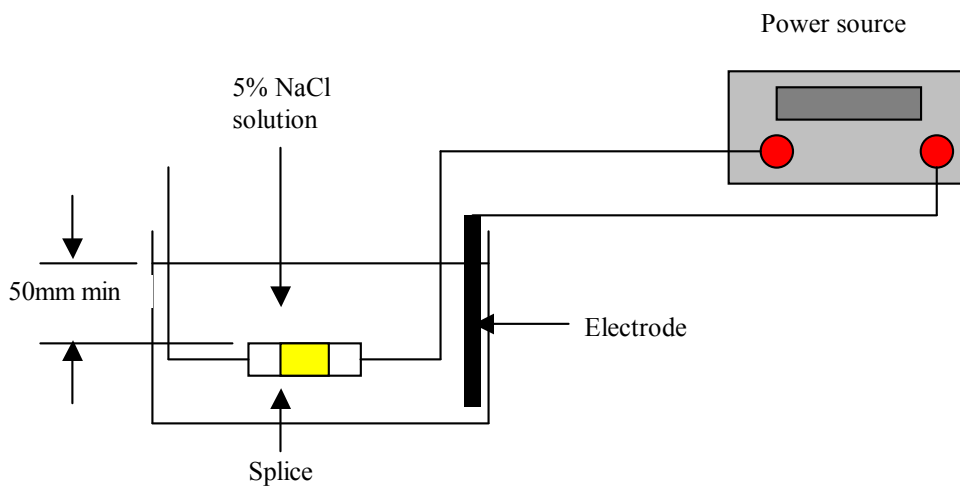 Power source
5% NaCl
solution
50mm min
Electrode
Splice